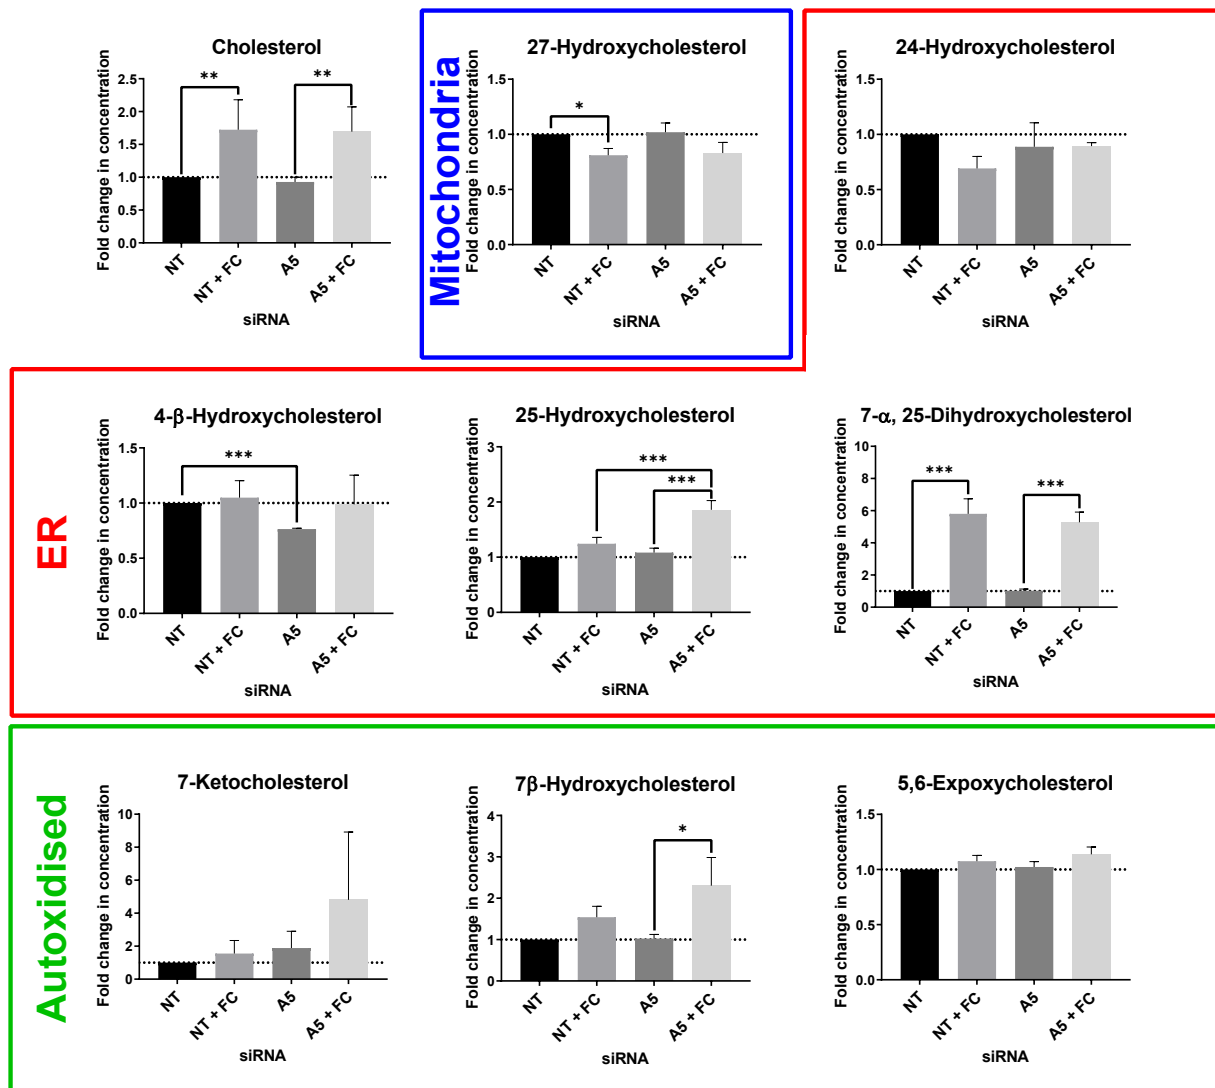 Cholesterol
Fold change in concentration
2.5
2.0
1.5
1.0
0.5
0.0
**
**
NT
NT + FC
A5
A5 + FC
siRNA
Mitochondria
27-Hydroxycholesterol
Fold change in concentration
1.5
1.0
0.5
0.0
*
NT
NT + FC
A5
A5 + FC
siRNA
24-Hydroxycholesterol
Fold change in concentration
1.5
1.0
0.5
0.0
NT
NT + FC
A5
A5 + FC
siRNA
ER
4-β-Hydroxycholesterol
Fold change in concentration
1.5
1.0
0.5
0.0
***
NT
NT + FC
A5
A5 + FC
siRNA
25-Hydroxycholesterol
Fold change in concentration
3
2
1
0
***
***
NT
NT + FC
A5
A5 + FC
siRNA
7-α, 25-Dihydroxycholesterol
Fold change in concentration
10
8
6
4
2
0
***
***
NT
NT + FC
A5
A5 + FC
siRNA
Autoxidised
7-Ketocholesterol
Fold change in concentration
10
8
6
4
2
0
NT
NT + FC
A5
A5 + FC
siRNA
7β-Hydroxycholesterol
Fold change in concentration
4
3
2
1
0
*
NT
NT + FC
A5
A5 + FC
siRNA
5,6-Expoxycholesterol
Fold change in concentration
1.5
1.0
0.5
0.0
NT
NT + FC
A5
A5 + FC
siRNA